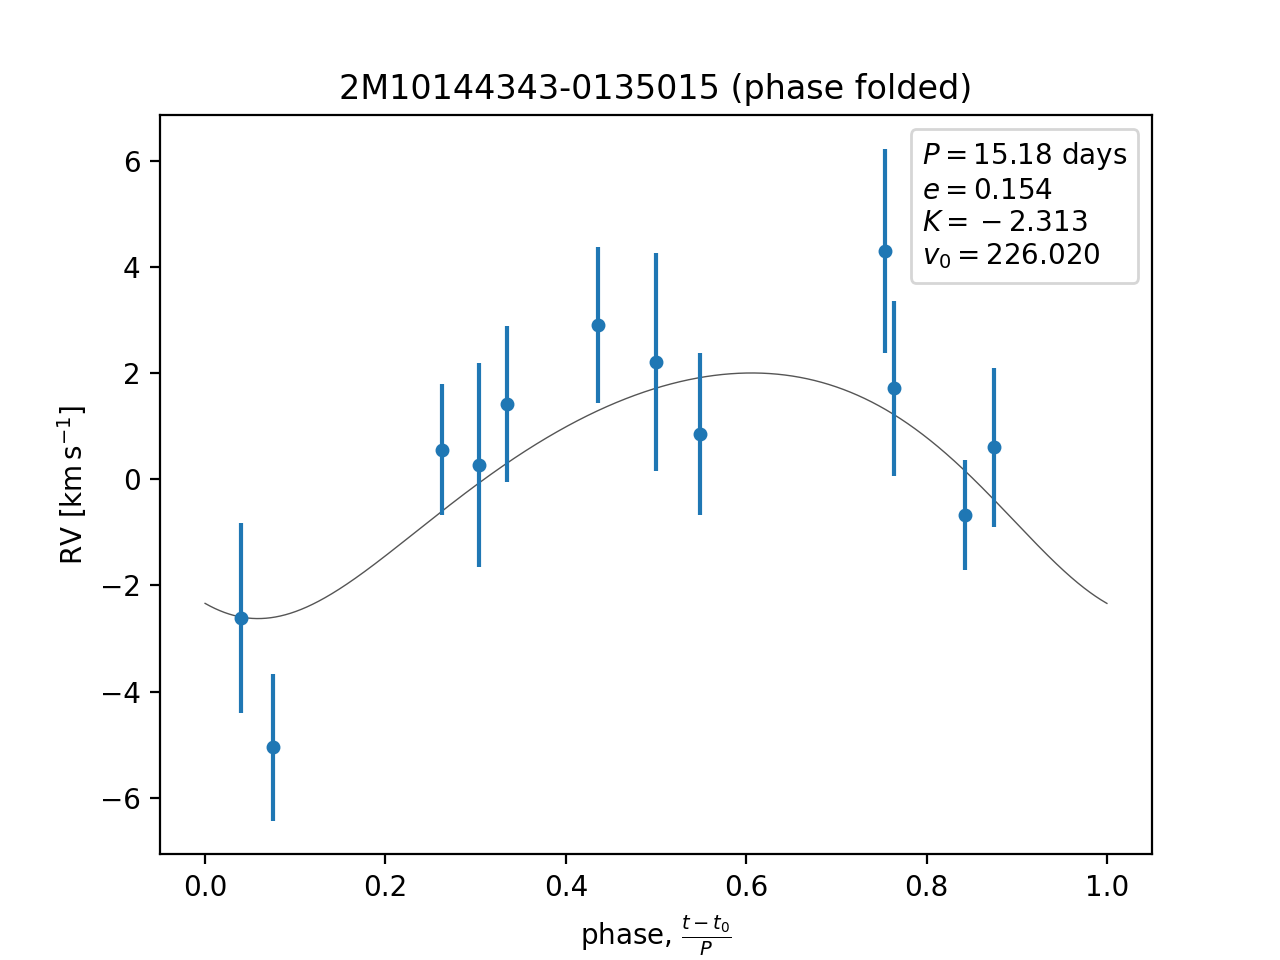 2M10144343-0135015 (phase folded)
P = 15.18 days
e = 0.154
K = −2.313
v₀ = 226.020
RV [km s⁻¹]
6
4
2
0
−2
−4
−6
0.0 0.2 0.4 0.6 0.8 1.0
phase, (t − t₀)/P